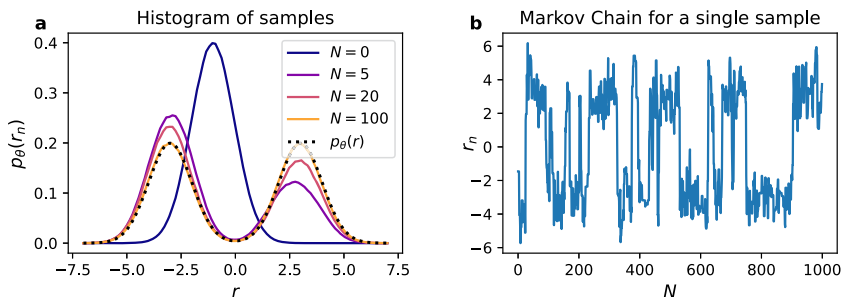 a
Histogram of samples
0.4
0.3
0.2
0.1
0.0
pθ(rn)
N = 0
N = 5
N = 20
N = 100
pθ(r)
−7.5 −5.0 −2.5 0.0 2.5 5.0 7.5
r
b
Markov Chain for a single sample
6
4
2
0
−2
−4
−6
rn
0 200 400 600 800 1000
N